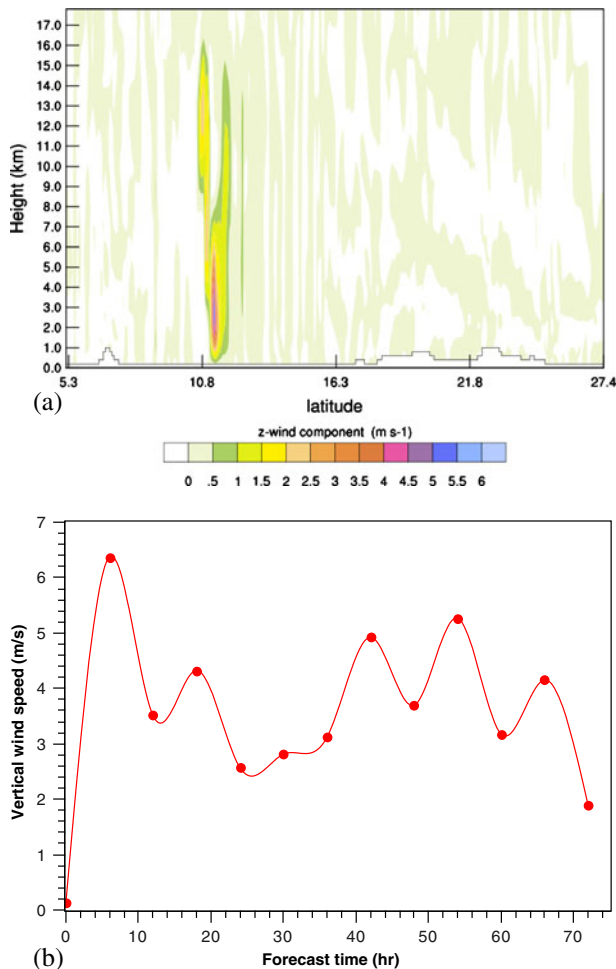 17.0
16.0
15.0
14.0
13.0
12.0
11.0
10.0
9.0
8.0
7.0
6.0
5.0
4.0
3.0
2.0
1.0
0.0
Height (km)
5.3 10.8 16.3 21.8 27.4
latitude
(a)
z-wind component (m s-1)
0 .5 1 1.5 2 2.5 3 3.5 4 4.5 5 5.5 6
7
6
5
4
3
2
1
0
Vertical wind speed (m/s)
0 10 20 30 40 50 60 70
Forecast time (hr)
(b)